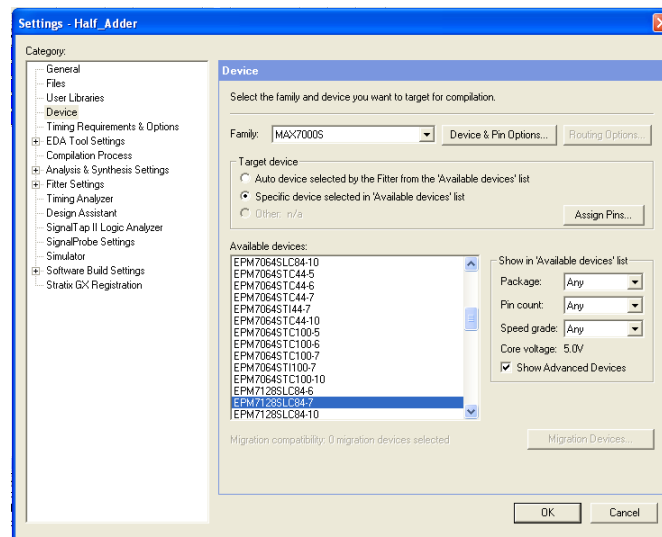 Settings - Half_Adder
Category:
General
Files
User Libraries
Device
Timing Requirements & Options
EDA Tool Settings
Compilation Process
Analysis & Synthesis Settings
Fitter Settings
Timing Analyzer
Design Assistant
SignalTap II Logic Analyzer
SignalProbe Settings
Simulator
Software Build Settings
Stratix GX Registration
Device
Select the family and device you want to target for compilation.
Family: MAX7000S Device & Pin Options... Routing Options...
Target device
Auto device selected by the Fitter from the 'Available devices' list
Specific device selected in 'Available devices' list
Other: n/a
Assign Pins...
Available devices:
EPM7064SLC84-10
EPM7064STC44-5
EPM7064STC44-6
EPM7064STC44-7
EPM7064STI44-7
EPM7064STC44-10
EPM7064STC100-5
EPM7064STC100-6
EPM7064STC100-7
EPM7064STI100-7
EPM7064STC100-10
EPM7128SLC84-6
EPM7128SLC84-7
EPM7128SLC84-10
Show in 'Available devices' list
Package: Any
Pin count: Any
Speed grade: Any
Core voltage: 5.0V
Show Advanced Devices
Migration compatibility: 0 migration devices selected
Migration Devices...
OK Cancel